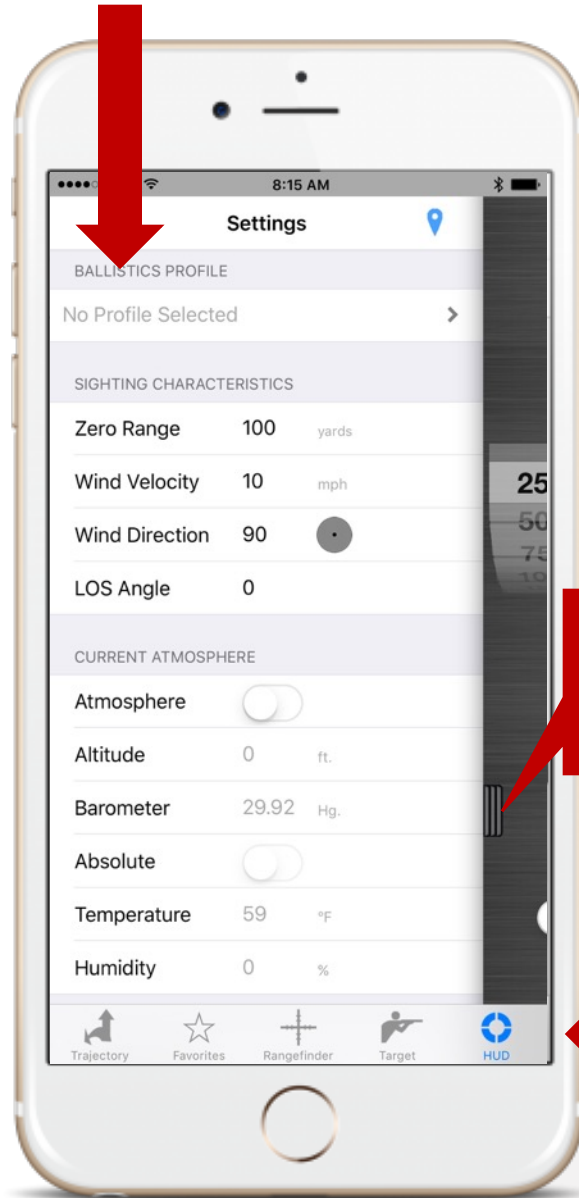 8:15 AM
Settings
BALLISTICS PROFILE
No Profile Selected
SIGHTING CHARACTERISTICS
Zero Range 100 yards
Wind Velocity 10 mph
Wind Direction 90
LOS Angle 0
25
50
75
10
CURRENT ATMOSPHERE
Atmosphere
Altitude 0 ft.
Barometer 29.92 Hg.
Absolute
Temperature 59 °F
Humidity 0 %
Trajectory Favorites Rangefinder Target HUD